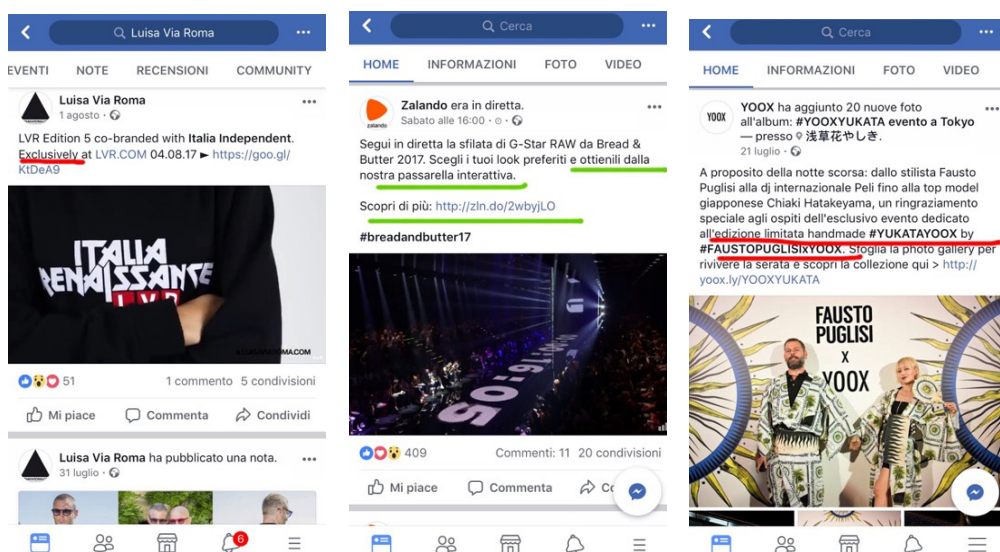 Luisa Via Roma
EVENTI NOTE RECENSIONI COMMUNITY
Luisa Via Roma
1 agosto
LVR Edition 5 co-branded with Italia Independent.
Exclusively at LVR.COM 04.08.17 ► https://goo.gl/
KtDeA9
ITALIA
RENAISSANCE
LVR
51
1 commento 5 condivisioni
Mi piace Commenta Condividi
Luisa Via Roma ha pubblicato una nota.
31 luglio
6
Cerca
HOME INFORMAZIONI FOTO VIDEO
zalando
Zalando era in diretta.
Sabato alle 16:00
Segui in diretta la sfilata di G-Star RAW da Bread &
Butter 2017. Scegli i tuoi look preferiti e ottienili dalla
nostra passarella interattiva.
Scopri di più: http://zln.do/2wbyjLO
#breadandbutter17
409
Commenti: 11 20 condivisioni
Mi piace Commenta Co
Cerca
HOME INFORMAZIONI FOTO VIDEO
YOOX
YOOX ha aggiunto 20 nuove foto
all'album: #YOOXYUKATA evento a Tokyo
— presso 浅草花やしき.
21 luglio
A proposito della notte scorsa: dallo stilista Fausto
Puglisi alla dj internazionale Peli fino alla top model
giapponese Chiaki Hatakeyama, un ringraziamento
speciale agli ospiti dell'esclusivo evento dedicato
all'edizione limitata handmade #YUKATAYOOX by
#FAUSTOPUGLISIxYOOX. Sfoglia la photo gallery per
rivivere la serata e scopri la collezione qui > http://
yoox.ly/YOOXYUKATA
FAUSTO
PUGLISI
X
YOOX